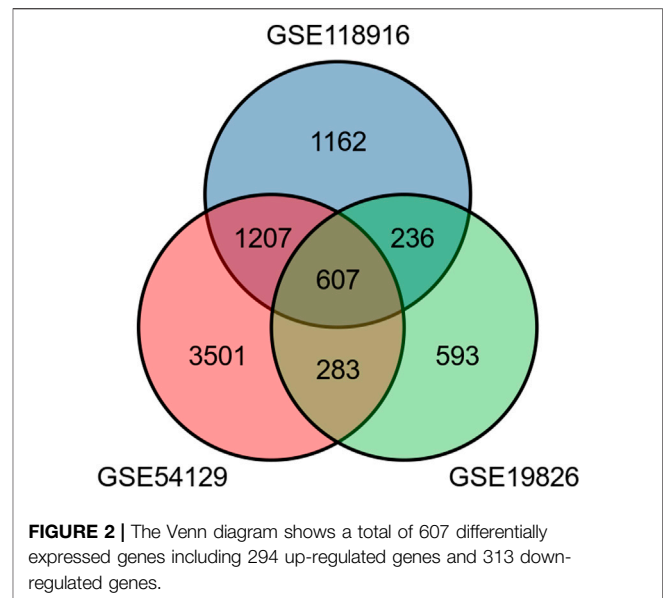 GSE118916
1162
1207
236
607
3501
283
593
GSE54129
GSE19826
FIGURE 2 | The Venn diagram shows a total of 607 differentially
expressed genes including 294 up-regulated genes and 313 down-
regulated genes.